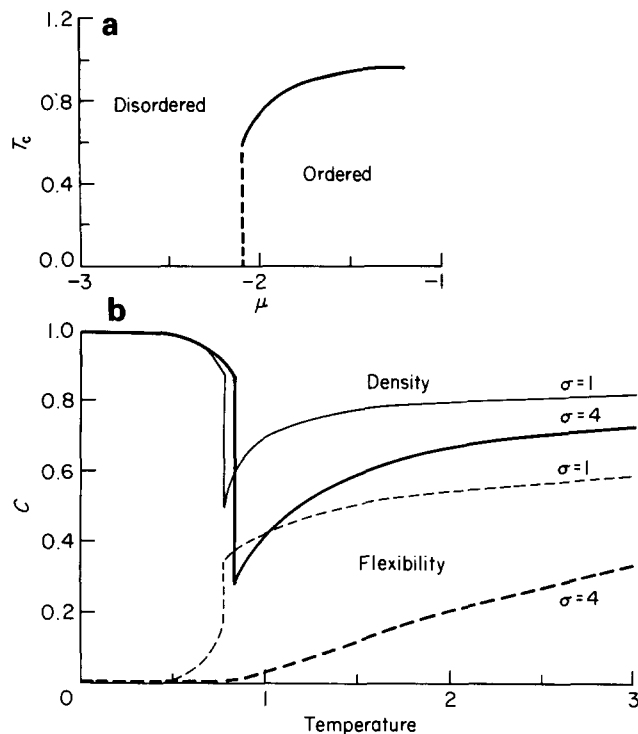 a
1.2
Disordered
0.8
Tc
Ordered
0.4
0.0
−3
−2
−1
μ
b
1.0
Density
σ=1
0.8
σ=4
0.6
σ=1
C
0.4
Flexibility
0.2
σ=4
0
1
2
3
Temperature